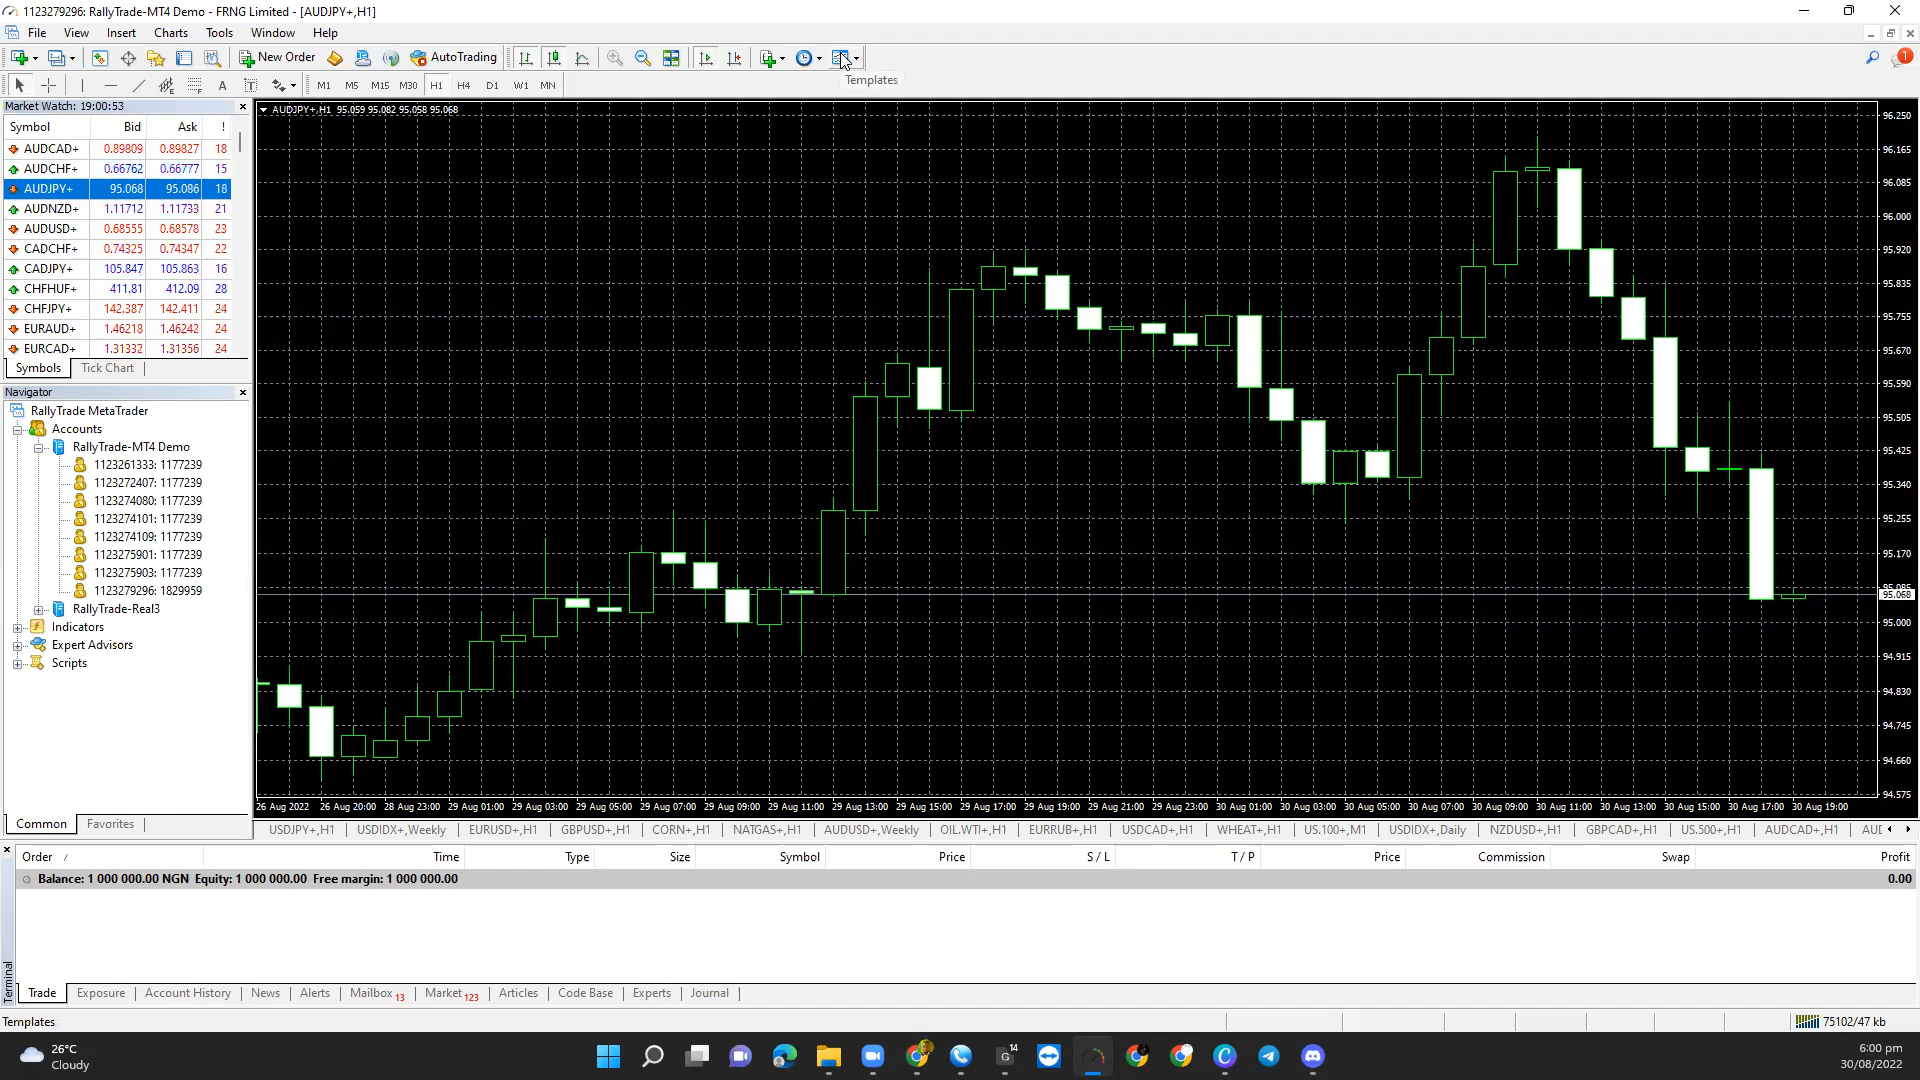 1123279296: RallyTrade-MT4 Demo - FRNG Limited - [AUDJPY+,H1]
File View Insert Charts Tools Window Help
New Order AutoTrading 1
A T M1 M5 M15 M30 H1 H4 D1 W1 MN
Templates
Market Watch: 19:00:53
Symbol Bid Ask !
AUDCAD+ 0.89809 0.89827 18
AUDCHF+ 0.66762 0.66777 15
AUDJPY+ 95.068 95.086 18
AUDNZD+ 1.11712 1.11733 21
AUDUSD+ 0.68555 0.68578 23
CADCHF+ 0.74325 0.74347 22
CADJPY+ 105.847 105.863 16
CHFHUF+ 411.81 412.09 28
CHFJPY+ 142.387 142.411 24
EURAUD+ 1.46218 1.46242 24
EURCAD+ 1.31332 1.31356 24
Symbols Tick Chart
Navigator
RallyTrade MetaTrader
Accounts
RallyTrade-MT4 Demo
1123261333: 1177239
1123272407: 1177239
1123274080: 1177239
1123274101: 1177239
1123274109: 1177239
1123275901: 1177239
1123275903: 1177239
1123279296: 1829959
RallyTrade-Real3
Indicators
Expert Advisors
Scripts
Common Favorites
AUDJPY+,H1 95.059 95.082 95.058 95.068
96.250
96.165
96.085
96.000
95.920
95.835
95.755
95.670
95.590
95.505
95.425
95.340
95.255
95.170
95.085
95.068
95.000
94.915
94.830
94.745
94.660
94.575
26 Aug 2022 26 Aug 20:00 28 Aug 23:00 29 Aug 01:00 29 Aug 03:00 29 Aug 05:00 29 Aug 07:00 29 Aug 09:00 29 Aug 11:00 29 Aug 13:00 29 Aug 15:00 29 Aug 17:00 29 Aug 19:00 29 Aug 21:00 29 Aug 23:00 30 Aug 01:00 30 Aug 03:00 30 Aug 05:00 30 Aug 07:00 30 Aug 09:00 30 Aug 11:00 30 Aug 13:00 30 Aug 15:00 30 Aug 17:00 30 Aug 19:00
USDJPY+,H1 USDIDX+,Weekly EURUSD+,H1 GBPUSD+,H1 CORN+,H1 NATGAS+,H1 AUDUSD+,Weekly OIL.WTI+,H1 EURRUB+,H1 USDCAD+,H1 WHEAT+,H1 US.100+,M1 USDIDX+,Daily NZDUSD+,H1 GBPCAD+,H1 US.500+,H1 AUDCAD+,H1
Order / Time Type Size Symbol Price S / L T / P Price Commission Swap Profit
Balance: 1 000 000.00 NGN Equity: 1 000 000.00 Free margin: 1 000 000.00 0.00
Terminal
Trade Exposure Account History News Alerts Mailbox 13 Market 123 Articles Code Base Experts Journal
Templates 75102/47 kb
26°C
Cloudy
G 14
6:00 pm
30/08/2022